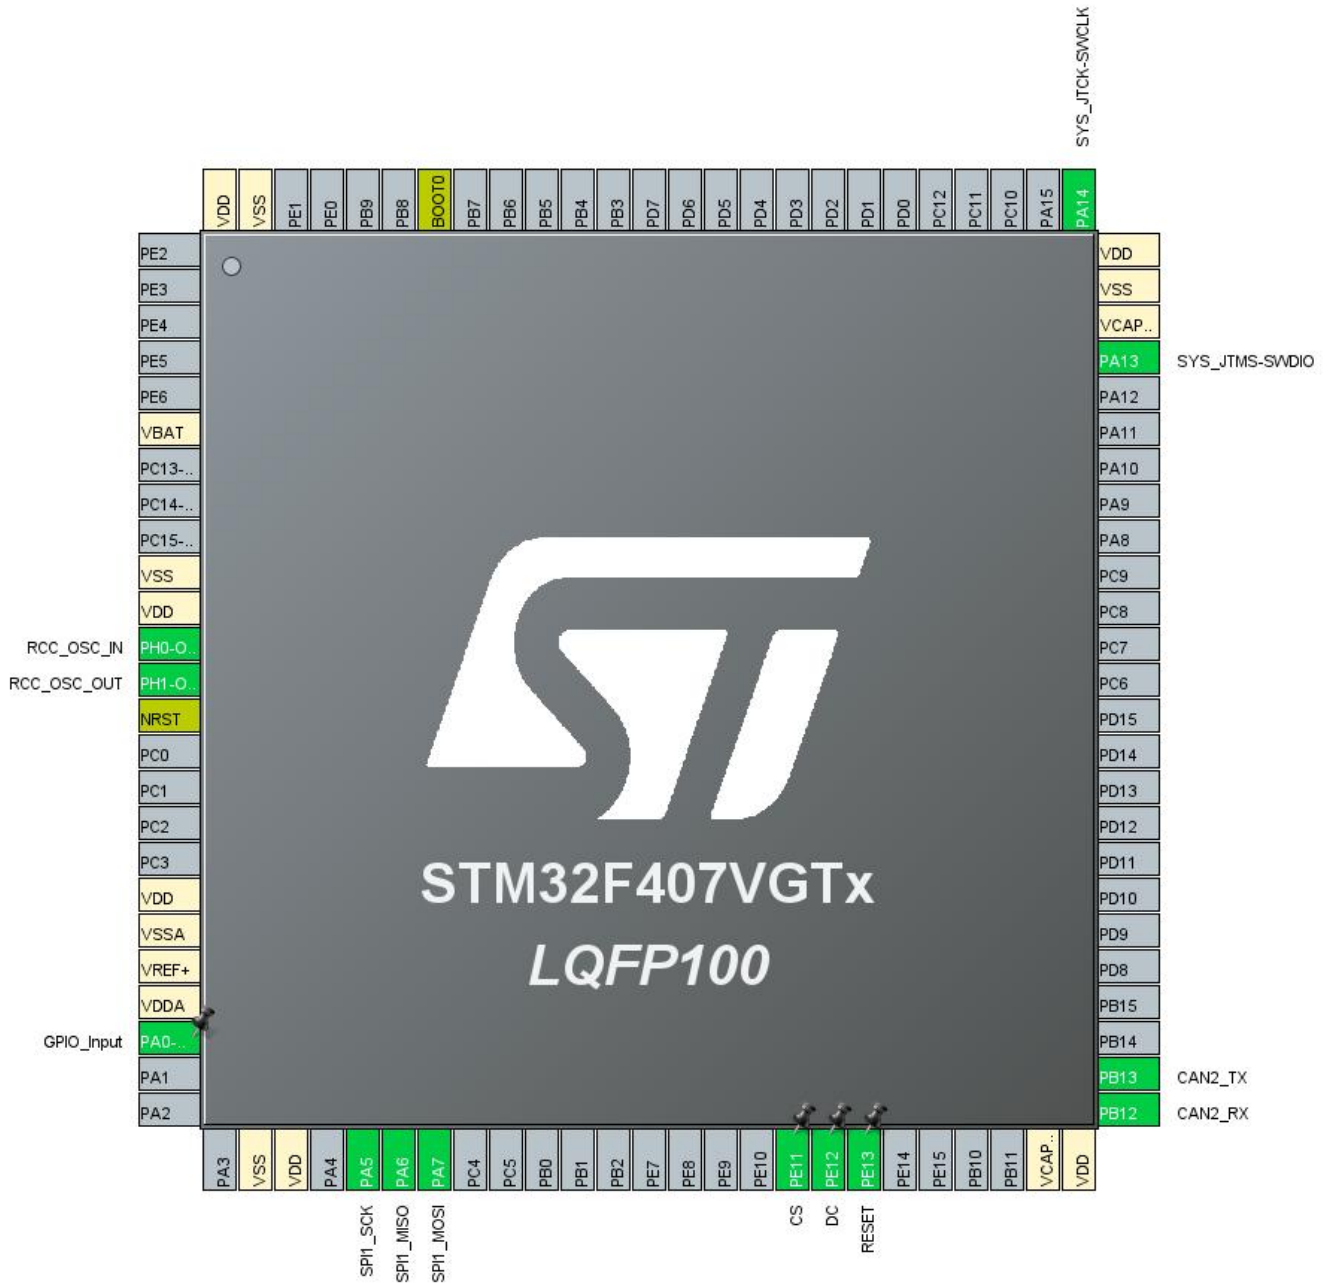 SYS_JTCK-SWCLK
VDD
VSS
PE1
PE0
PB9
PB8
BOOT0
PB7
PB6
PB5
PB4
PB3
PD7
PD6
PD5
PD4
PD3
PD2
PD1
PD0
PC12
PC11
PC10
PA15
PA14
PE2
PE3
PE4
PE5
PE6
VBAT
PC13-..
PC14-..
PC15-..
VSS
VDD
RCC_OSC_IN PH0-O..
RCC_OSC_OUT PH1-O..
NRST
PC0
PC1
PC2
PC3
VDD
VSSA
VREF+
VDDA
GPIO_Input PA0-..
PA1
PA2
STM32F407VGTx
LQFP100
VDD
VSS
VCAP..
PA13 SYS_JTMS-SWDIO
PA12
PA11
PA10
PA9
PA8
PC9
PC8
PC7
PC6
PD15
PD14
PD13
PD12
PD11
PD10
PD9
PD8
PB15
PB14
PB13 CAN2_TX
PB12 CAN2_RX
PA3
VSS
VDD
PA4
PA5
PA6
PA7
PC4
PC5
PB0
PB1
PB2
PE7
PE8
PE9
PE10
PE11
PE12
PE13
PE14
PE15
PB10
PB11
VCAP..
VDD
SPI1_SCK
SPI1_MISO
SPI1_MOSI
CS
DC
RESET